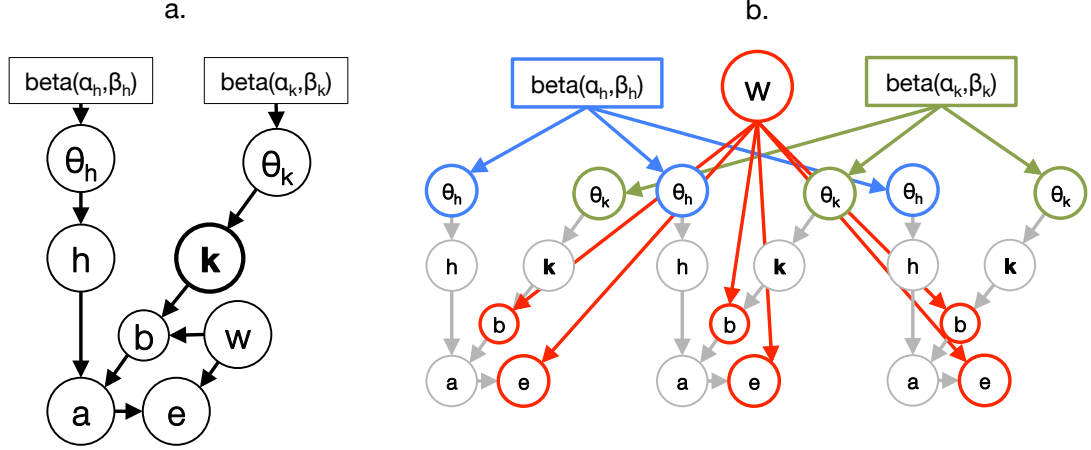 a.
beta(αₕ,βₕ)
beta(αₖ,βₖ)
θₕ
θₖ
h
k
b
w
a
e
b.
beta(αₕ,βₕ)
w
beta(αₖ,βₖ)
θₕ
θₖ
θₕ
θₖ
θₕ
θₖ
h
k
h
k
h
k
b
b
b
a
e
a
e
a
e